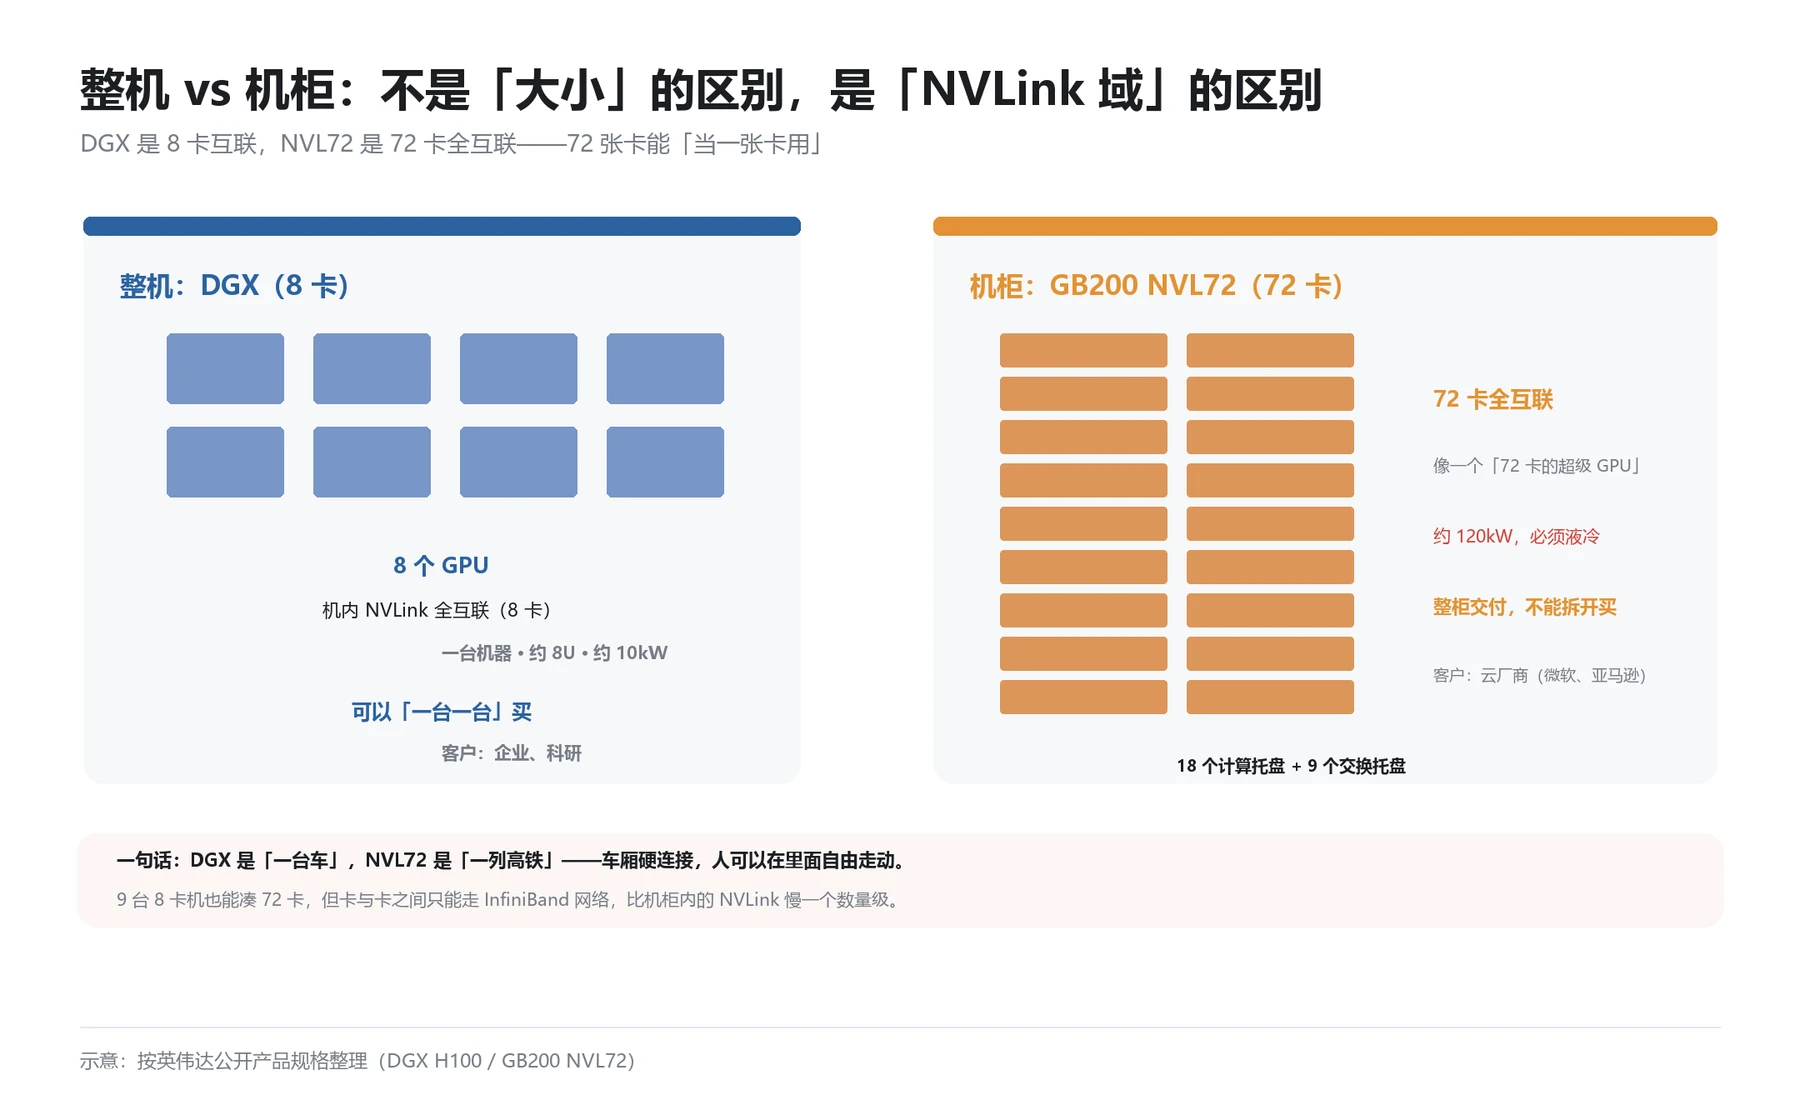 整机 vs 机柜：不是「大小」的区别，是「NVLink 域」的区别
DGX 是 8 卡互联，NVL72 是 72 卡全互联——72 张卡能「当一张卡用」
整机：DGX（8 卡）
8 个 GPU
机内 NVLink 全互联（8 卡）
一台机器 • 约 8U • 约 10kW
可以「一台一台」买
客户：企业、科研
机柜：GB200 NVL72（72 卡）
72 卡全互联
像一个「72 卡的超级 GPU」
约 120kW，必须液冷
整柜交付，不能拆开买
客户：云厂商（微软、亚马逊）
18 个计算托盘 + 9 个交换托盘
一句话：DGX 是「一台车」，NVL72 是「一列高铁」——车厢硬连接，人可以在里面自由走动。
9 台 8 卡机也能凑 72 卡，但卡与卡之间只能走 InfiniBand 网络，比机柜内的 NVLink 慢一个数量级。
示意：按英伟达公开产品规格整理（DGX H100 / GB200 NVL72）